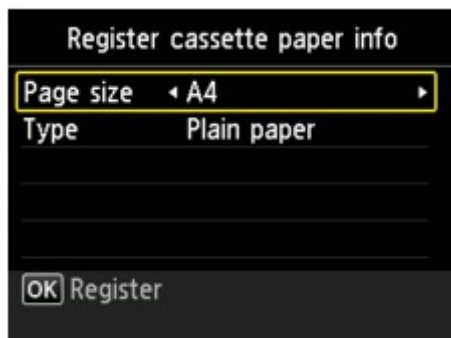 Register cassette paper info
Page size A4
Type Plain paper
OK Register